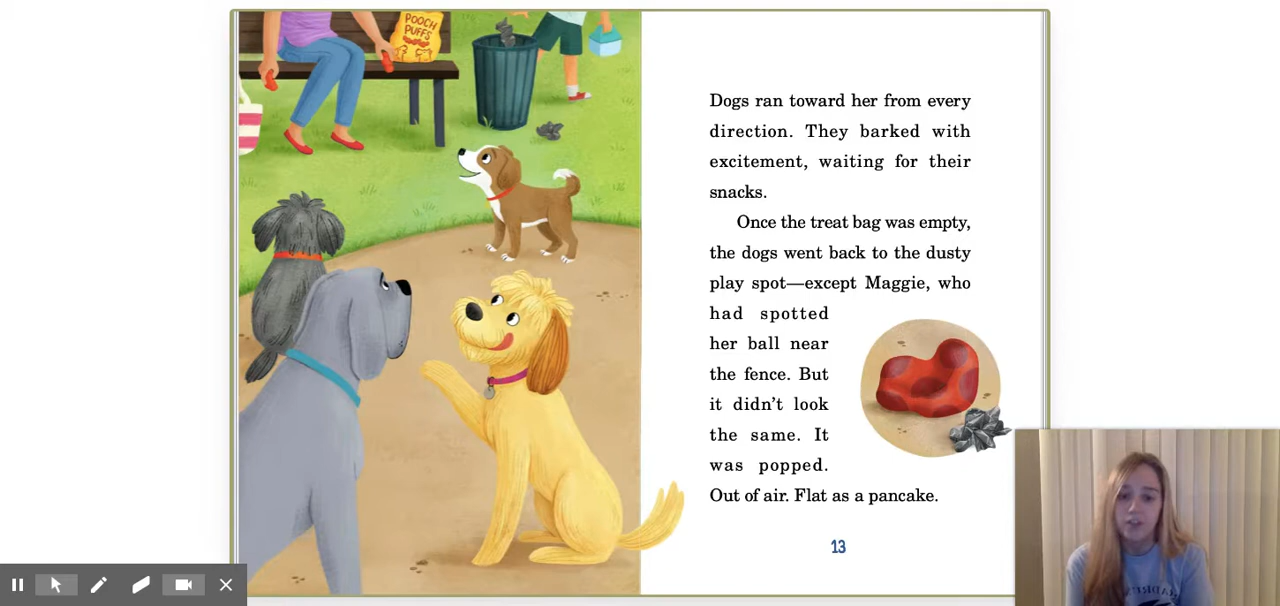 POOCH
PUFFS
Dogs ran toward her from every
direction. They barked with
excitement, waiting for their
snacks.
Once the treat bag was empty,
the dogs went back to the dusty
play spot—except Maggie, who
had spotted
her ball near
the fence. But
it didn't look
the same. It
was popped.
Out of air. Flat as a pancake.
13